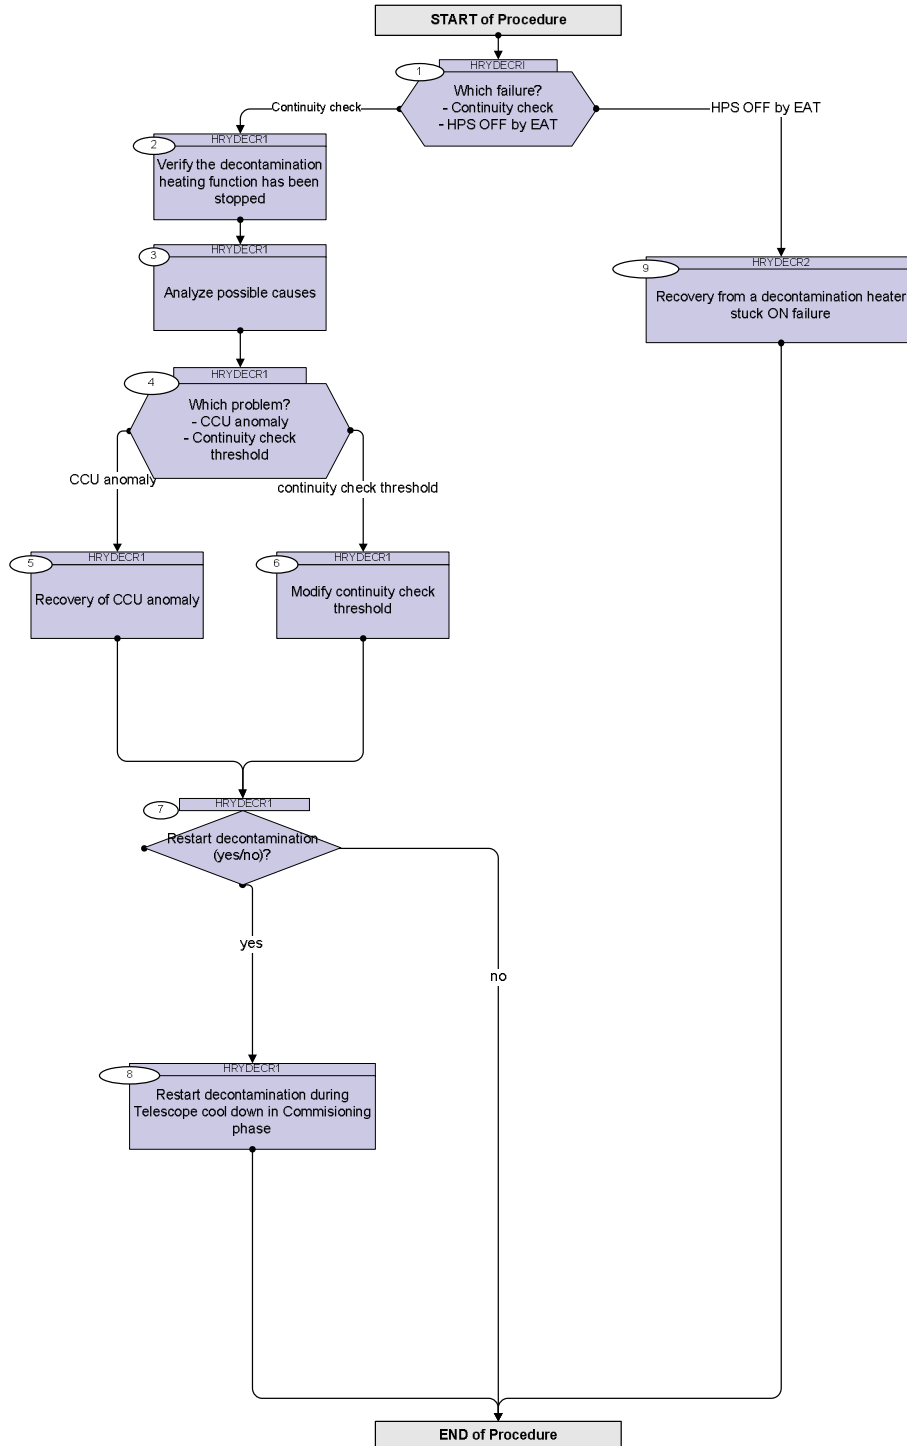 START of Procedure
HRYDECRI
1
Which failure?
- Continuity check
- HPS OFF by EAT
Continuity check
HPS OFF by EAT
HRYDECR1
2
Verify the decontamination
heating function has been
stopped
HRYDECR1
3
Analyze possible causes
HRYDECR2
9
Recovery from a decontamination heater
stuck ON failure
HRYDECR1
4
Which problem?
- CCU anomaly
- Continuity check
threshold
CCU anomaly
continuity check threshold
HRYDECR1
5
Recovery of CCU anomaly
HRYDECR1
6
Modify continuity check
threshold
HRYDECR1
7
Restart decontamination
(yes/no)?
yes
no
HRYDECR1
8
Restart decontamination during
Telescope cool down in Commisioning
phase
END of Procedure